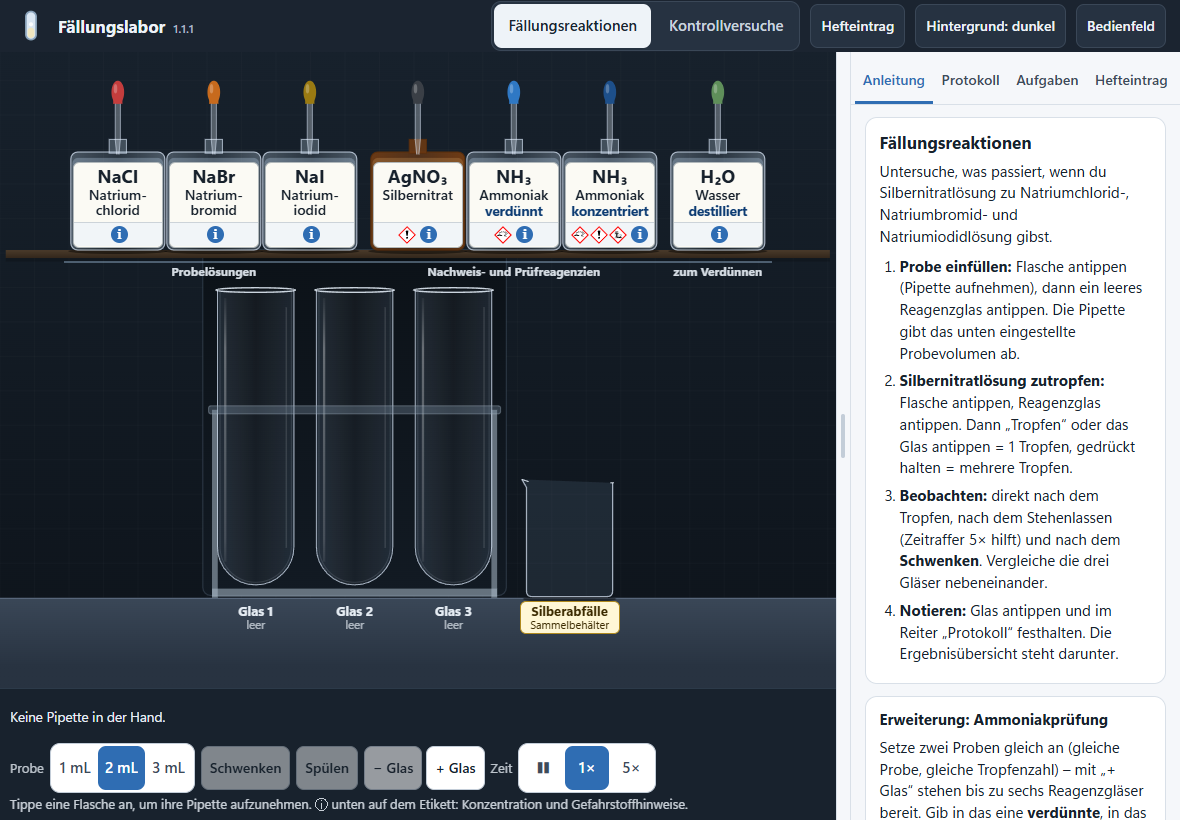 Fällungslabor 1.1.1
Fällungsreaktionen
Kontrollversuche
Hefteintrag
Hintergrund: dunkel
Bedienfeld
Anleitung
Protokoll
Aufgaben
Hefteintrag
NaCl
Natrium-
chlorid
NaBr
Natrium-
bromid
NaI
Natrium-
iodid
AgNO₃
Silbernitrat
NH₃
Ammoniak
verdünnt
NH₃
Ammoniak
konzentriert
H₂O
Wasser
destilliert
Probelösungen
Nachweis- und Prüfreagenzien
zum Verdünnen
Glas 1
leer
Glas 2
leer
Glas 3
leer
Silberabfälle
Sammelbehälter
Keine Pipette in der Hand.
Probe
1 mL
2 mL
3 mL
Schwenken
Spülen
− Glas
+ Glas
Zeit
1×
5×
Tippe eine Flasche an, um ihre Pipette aufzunehmen. ⓘ unten auf dem Etikett: Konzentration und Gefahrstoffhinweise.
Fällungsreaktionen
Untersuche, was passiert, wenn du
Silbernitratlösung zu Natriumchlorid-,
Natriumbromid- und
Natriumiodidlösung gibst.
1. Probe einfüllen: Flasche antippen
(Pipette aufnehmen), dann ein leeres
Reagenzglas antippen. Die Pipette
gibt das unten eingestellte
Probevolumen ab.
2. Silbernitratlösung zutropfen:
Flasche antippen, Reagenzglas
antippen. Dann „Tropfen“ oder das
Glas antippen = 1 Tropfen, gedrückt
halten = mehrere Tropfen.
3. Beobachten: direkt nach dem
Tropfen, nach dem Stehenlassen
(Zeitraffer 5× hilft) und nach dem
Schwenken. Vergleiche die drei
Gläser nebeneinander.
4. Notieren: Glas antippen und im
Reiter „Protokoll“ festhalten. Die
Ergebnisübersicht steht darunter.
Erweiterung: Ammoniakprüfung
Setze zwei Proben gleich an (gleiche
Probe, gleiche Tropfenzahl) – mit „+
Glas“ stehen bis zu sechs Reagenzgläser
bereit. Gib in das eine verdünnte, in das